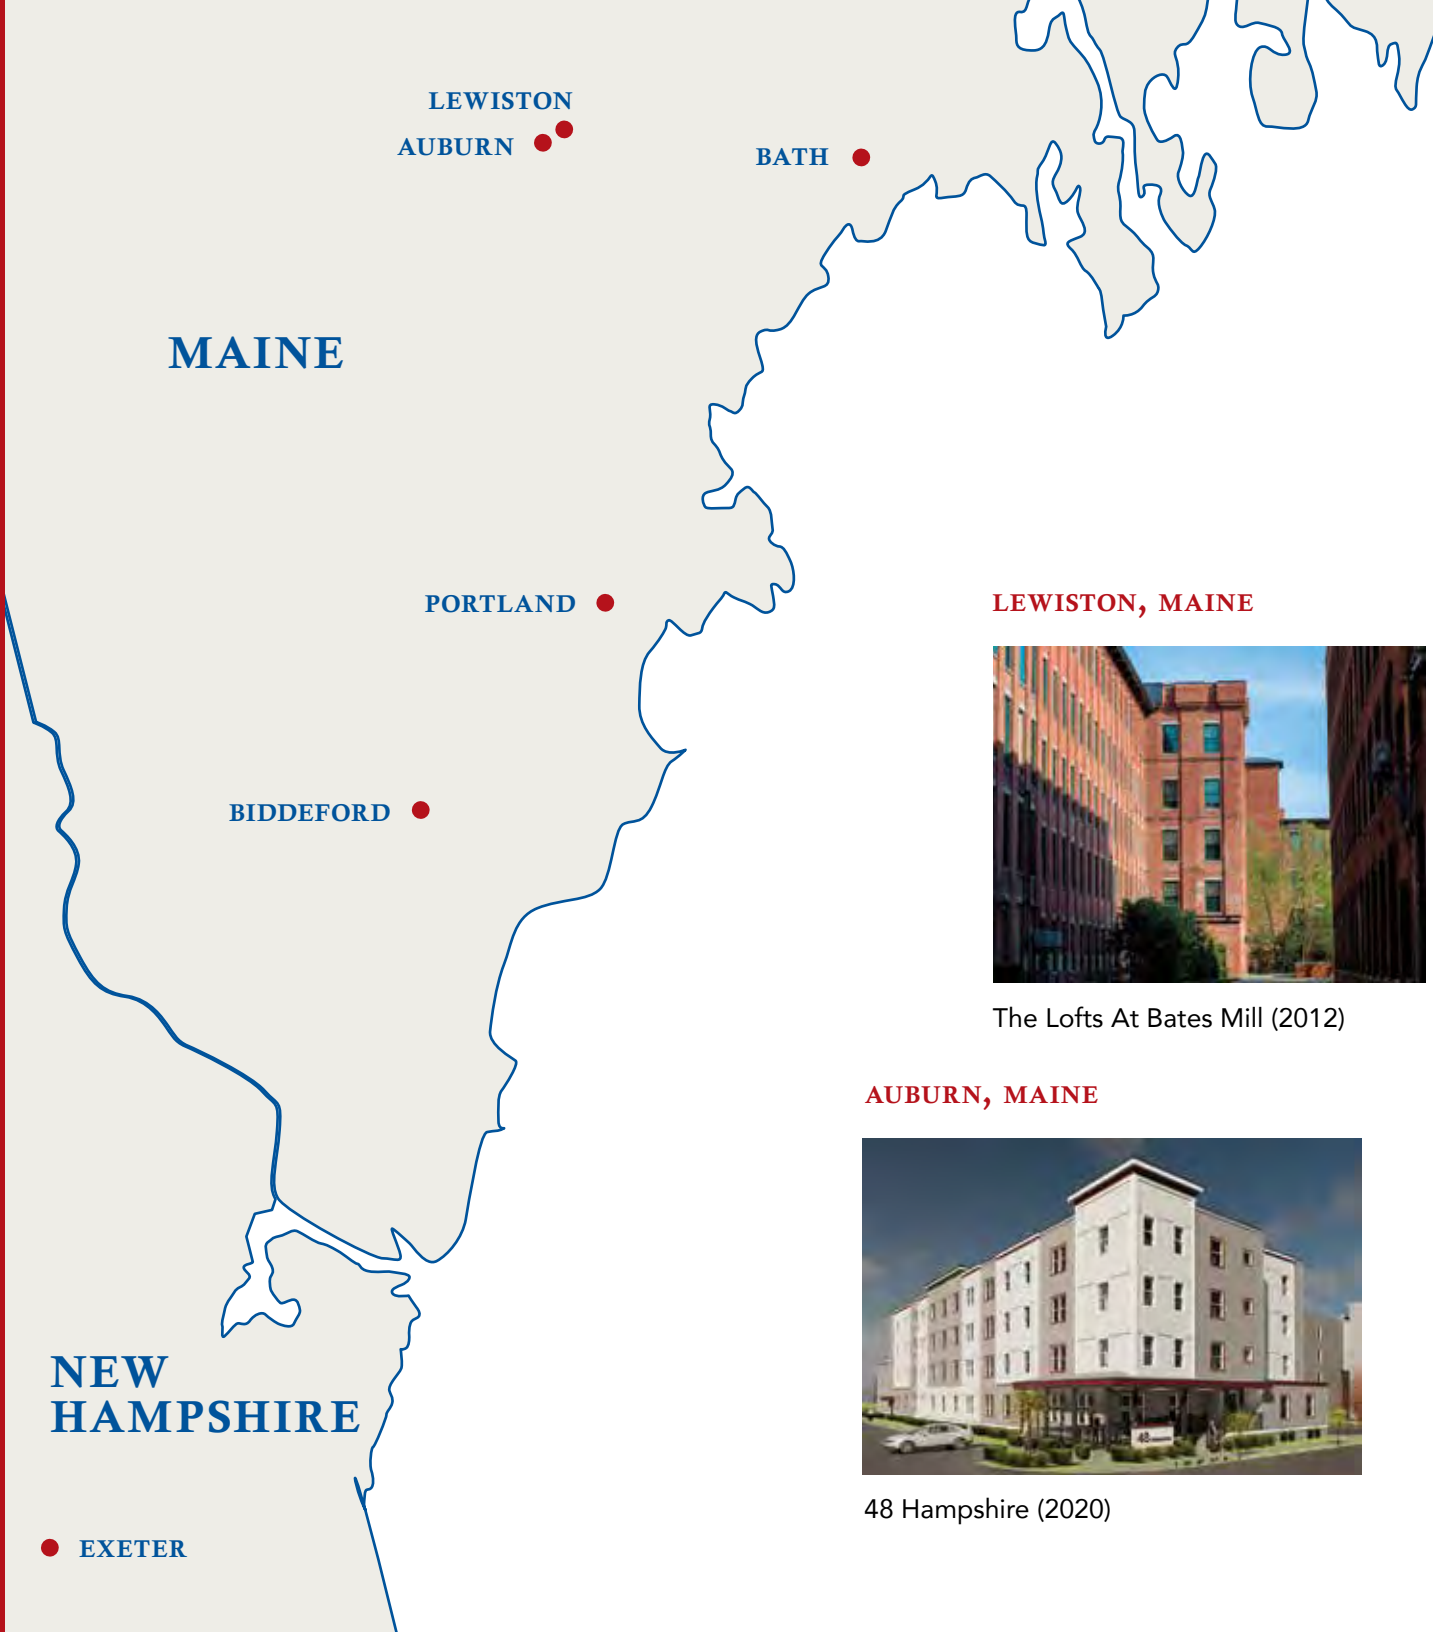 LEWISTON
AUBURN
BATH
MAINE
PORTLAND
LEWISTON, MAINE
BIDDEFORD
The Lofts At Bates Mill (2012)
AUBURN, MAINE
NEW
HAMPSHIRE
48
48 Hampshire (2020)
EXETER